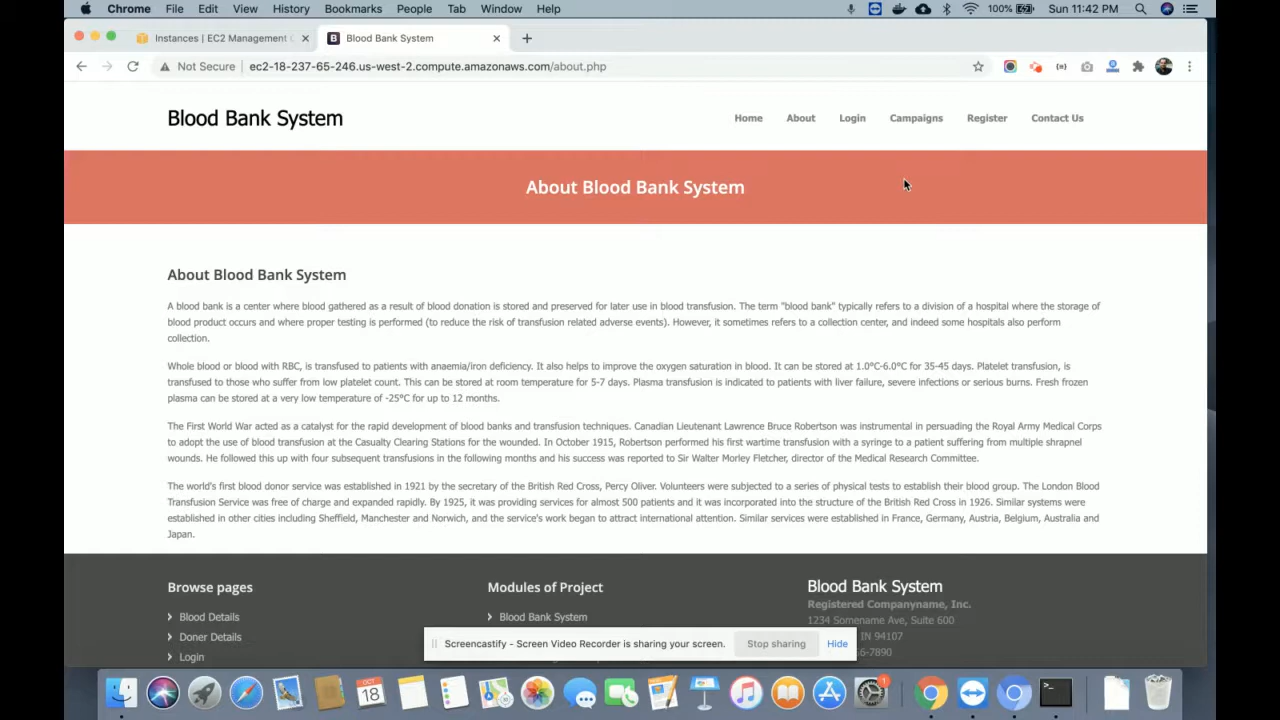 Chrome File Edit View History Bookmarks People Tab Window Help 100% Sun 11:42 PM
Instances | EC2 Management C Blood Bank System
Not Secure ec2-18-237-65-246.us-west-2.compute.amazonaws.com/about.php
Blood Bank System Home About Login Campaigns Register Contact Us
About Blood Bank System
About Blood Bank System
A blood bank is a center where blood gathered as a result of blood donation is stored and preserved for later use in blood transfusion. The term "blood bank" typically refers to a division of a hospital where the storage of
blood product occurs and where proper testing is performed (to reduce the risk of transfusion related adverse events). However, it sometimes refers to a collection center, and indeed some hospitals also perform
collection.
Whole blood or blood with RBC, is transfused to patients with anaemia/iron deficiency. It also helps to improve the oxygen saturation in blood. It can be stored at 1.0°C-6.0°C for 35-45 days. Platelet transfusion, is
transfused to those who suffer from low platelet count. This can be stored at room temperature for 5-7 days. Plasma transfusion is indicated to patients with liver failure, severe infections or serious burns. Fresh frozen
plasma can be stored at a very low temperature of -25°C for up to 12 months.
The First World War acted as a catalyst for the rapid development of blood banks and transfusion techniques. Canadian Lieutenant Lawrence Bruce Robertson was instrumental in persuading the Royal Army Medical Corps
to adopt the use of blood transfusion at the Casualty Clearing Stations for the wounded. In October 1915, Robertson performed his first wartime transfusion with a syringe to a patient suffering from multiple shrapnel
wounds. He followed this up with four subsequent transfusions in the following months and his success was reported to Sir Walter Morley Fletcher, director of the Medical Research Committee.
The world's first blood donor service was established in 1921 by the secretary of the British Red Cross, Percy Oliver. Volunteers were subjected to a series of physical tests to establish their blood group. The London Blood
Transfusion Service was free of charge and expanded rapidly. By 1925, it was providing services for almost 500 patients and it was incorporated into the structure of the British Red Cross in 1926. Similar systems were
established in other cities including Sheffield, Manchester and Norwich, and the service's work began to attract international attention. Similar services were established in France, Germany, Austria, Belgium, Australia and
Japan.
Browse pages Modules of Project Blood Bank System
Registered Companyname, Inc.
Blood Details Blood Bank System 1234 Somename Ave, Suite 600
Doner Details IN 94107
Screencastify - Screen Video Recorder is sharing your screen. Stop sharing Hide
Login 6-7890
OCT
18
1